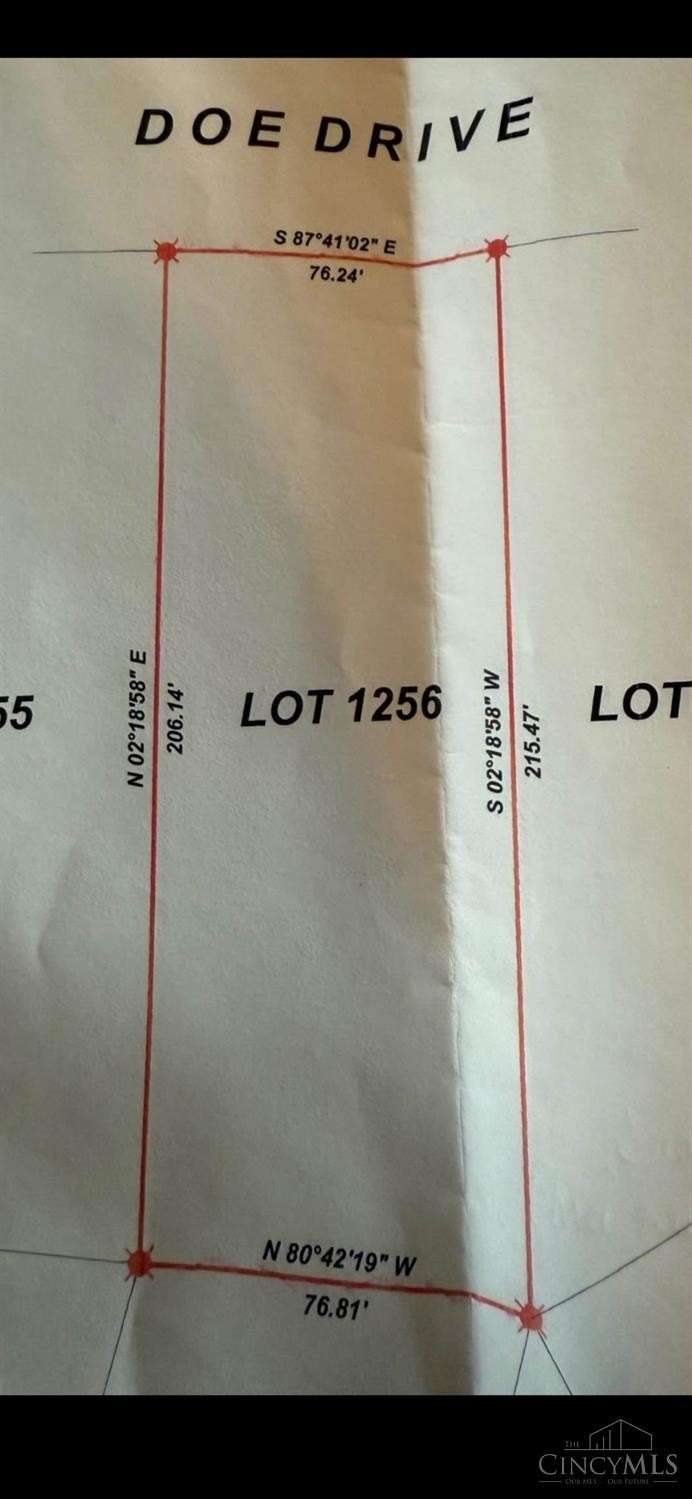 DOE DRIVE
S 87°41'02" E
76.24'
N 02°18'58" E
206.14'
55
LOT 1256
S 02°18'58" W
215.47'
LOT
N 80°42'19" W
76.81'
THE
CINCYMLS
OUR MLS OUR FUTURE